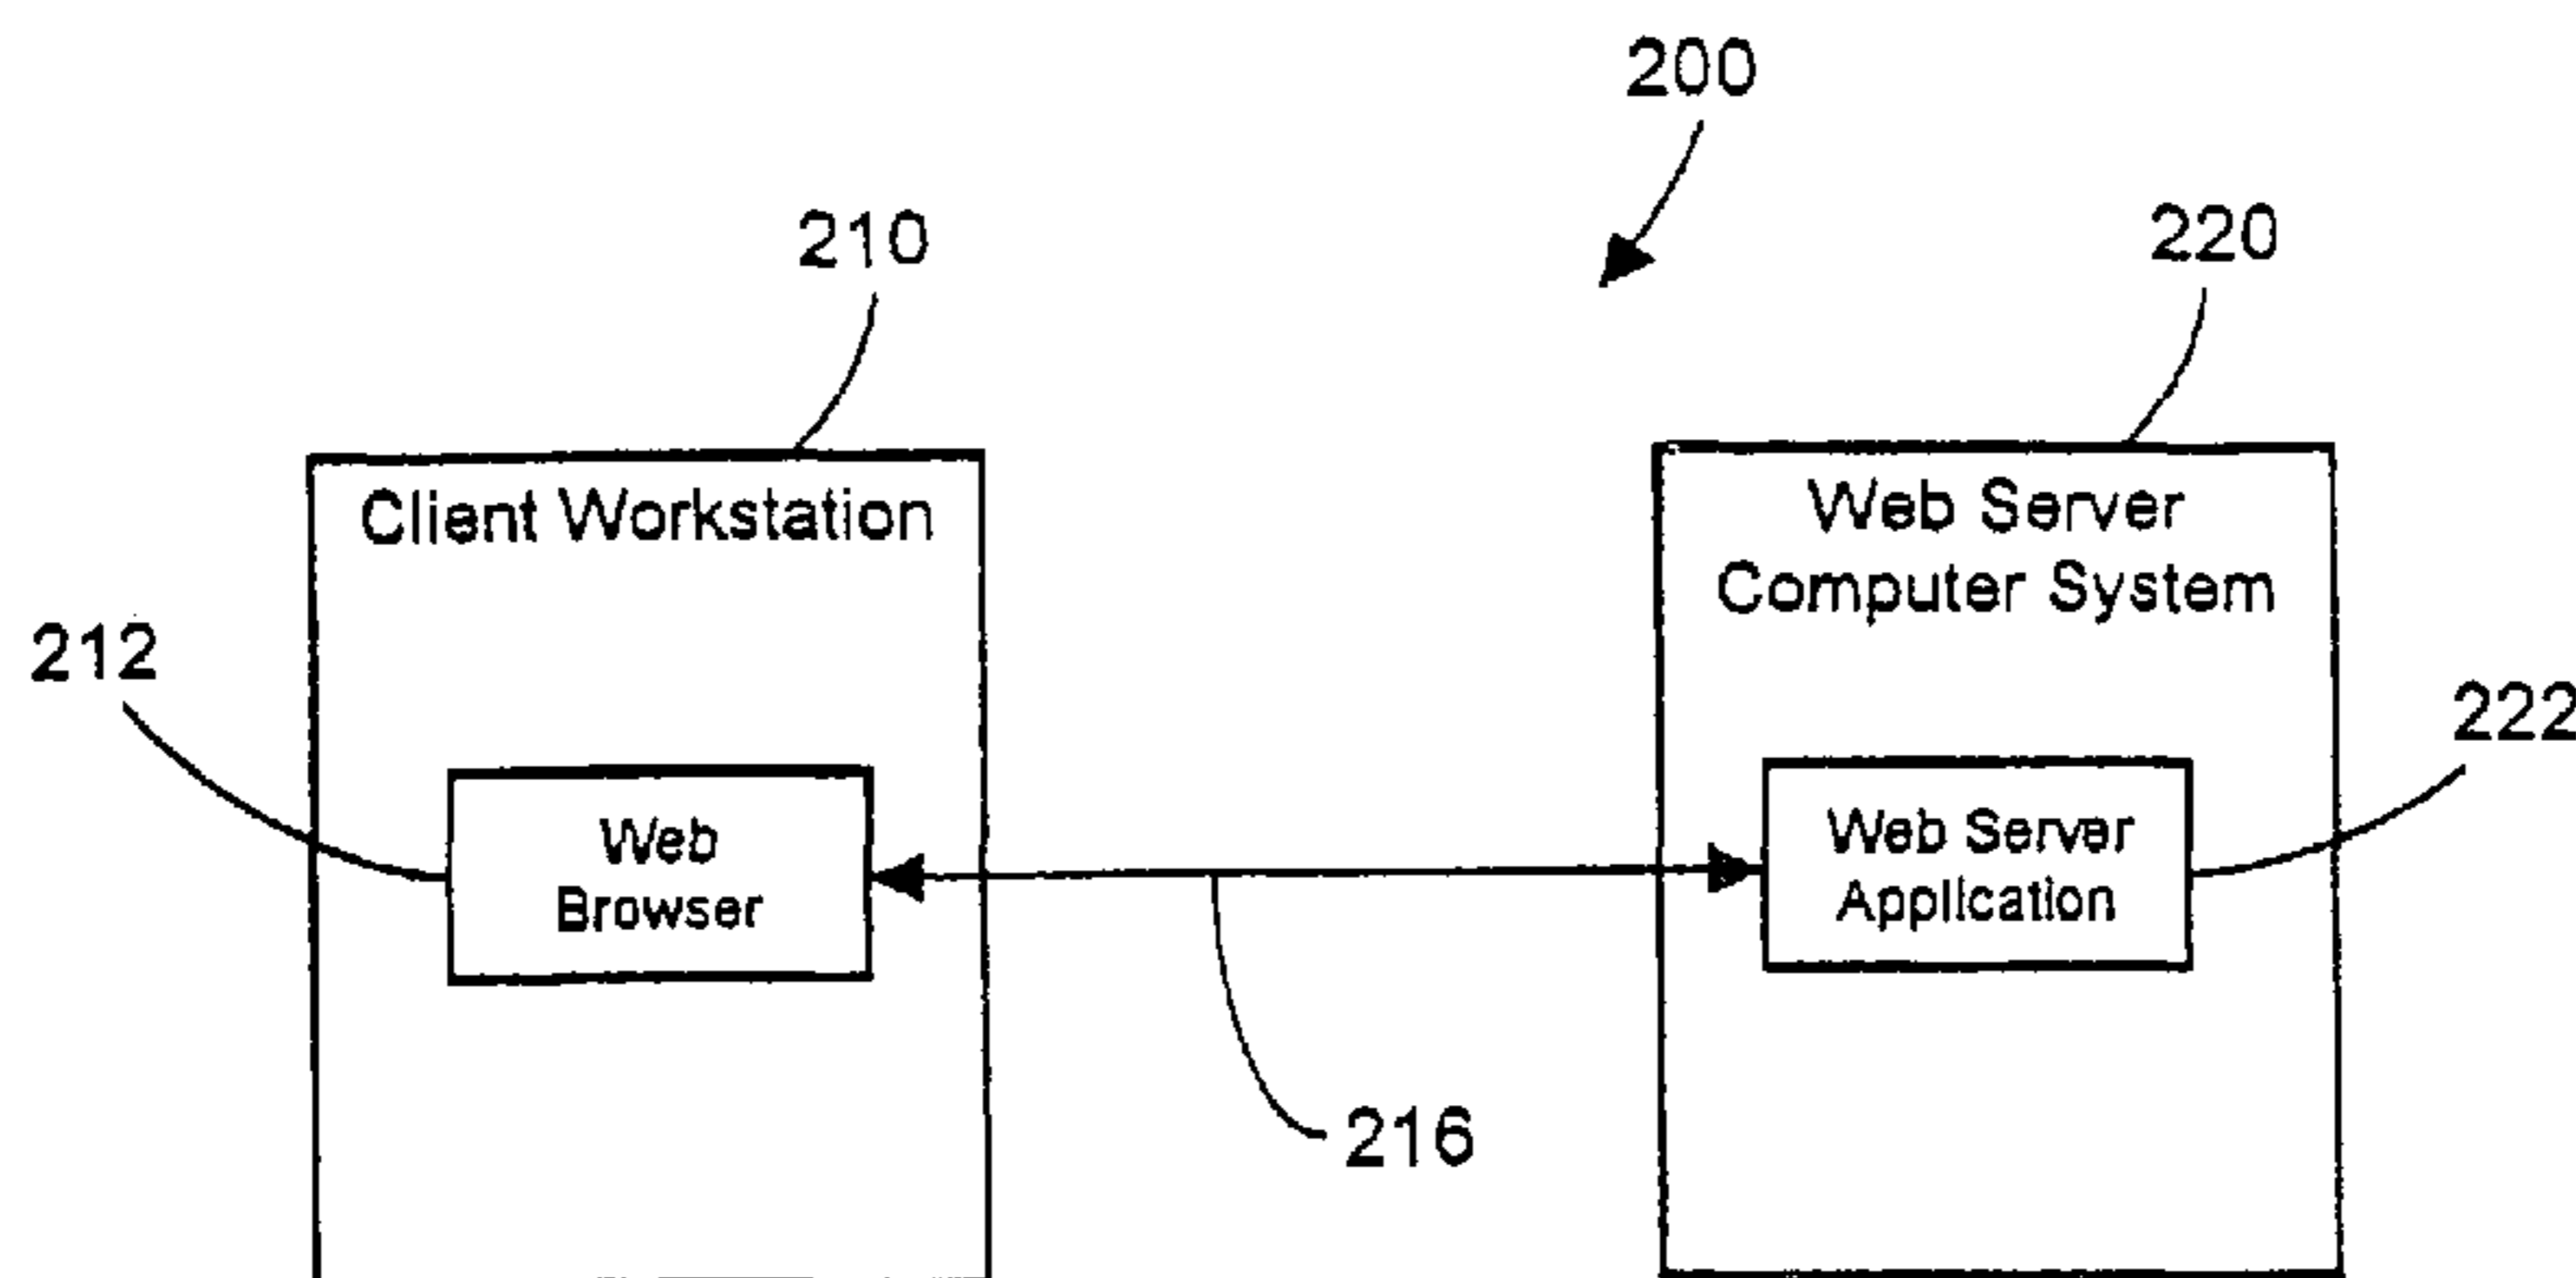 200
210
220
Client Workstation
Web Server
Computer System
212
222
Web
Browser
Web Server
Application
216